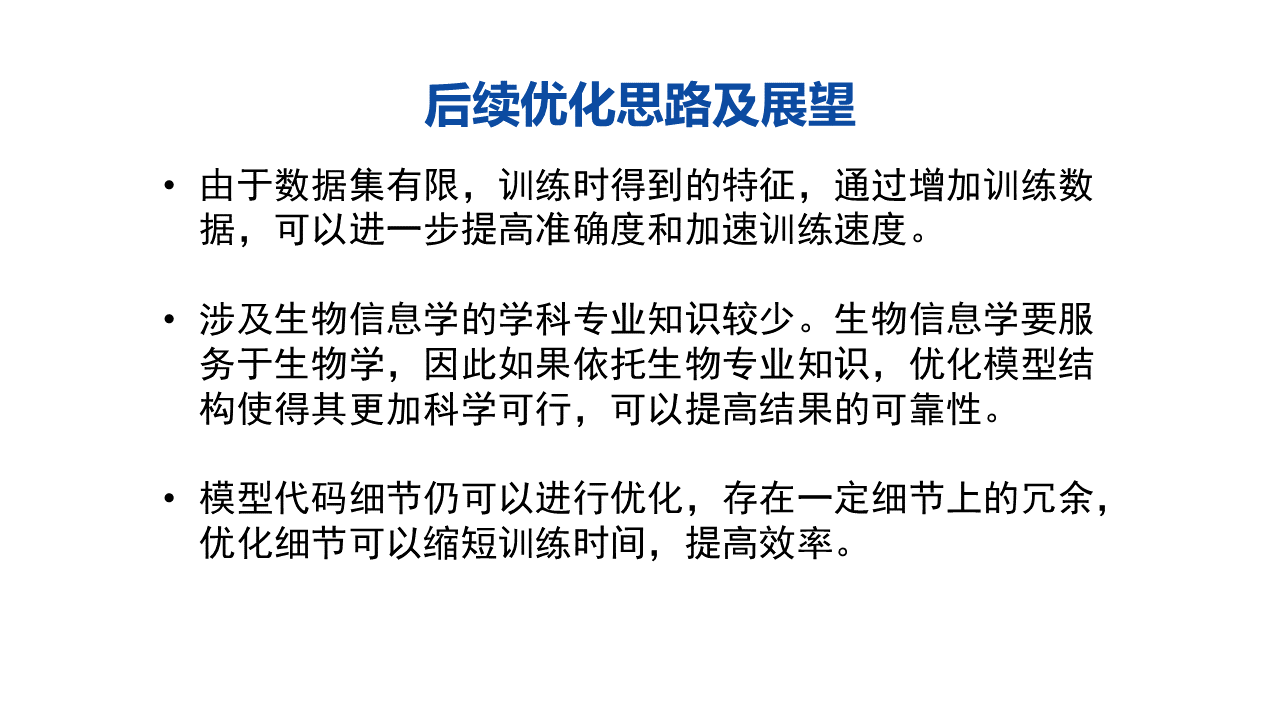 后续优化思路及展望
• 由于数据集有限，训练时得到的特征，通过增加训练数
据，可以进一步提高准确度和加速训练速度。
• 涉及生物信息学的学科专业知识较少。生物信息学要服
务于生物学，因此如果依托生物专业知识，优化模型结
构使得其更加科学可行，可以提高结果的可靠性。
• 模型代码细节仍可以进行优化，存在一定细节上的冗余，
优化细节可以缩短训练时间，提高效率。